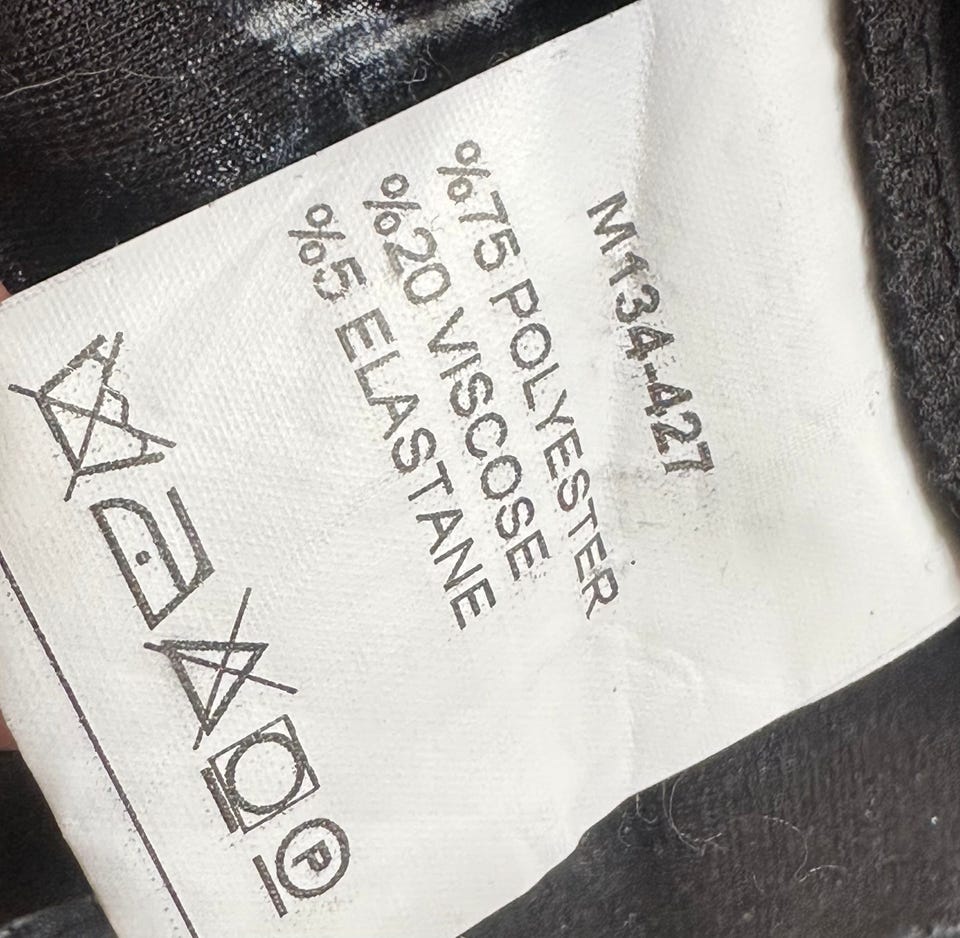 M134-427
%75 POLYESTER
%20 VISCOSE
%5 ELASTANE
P